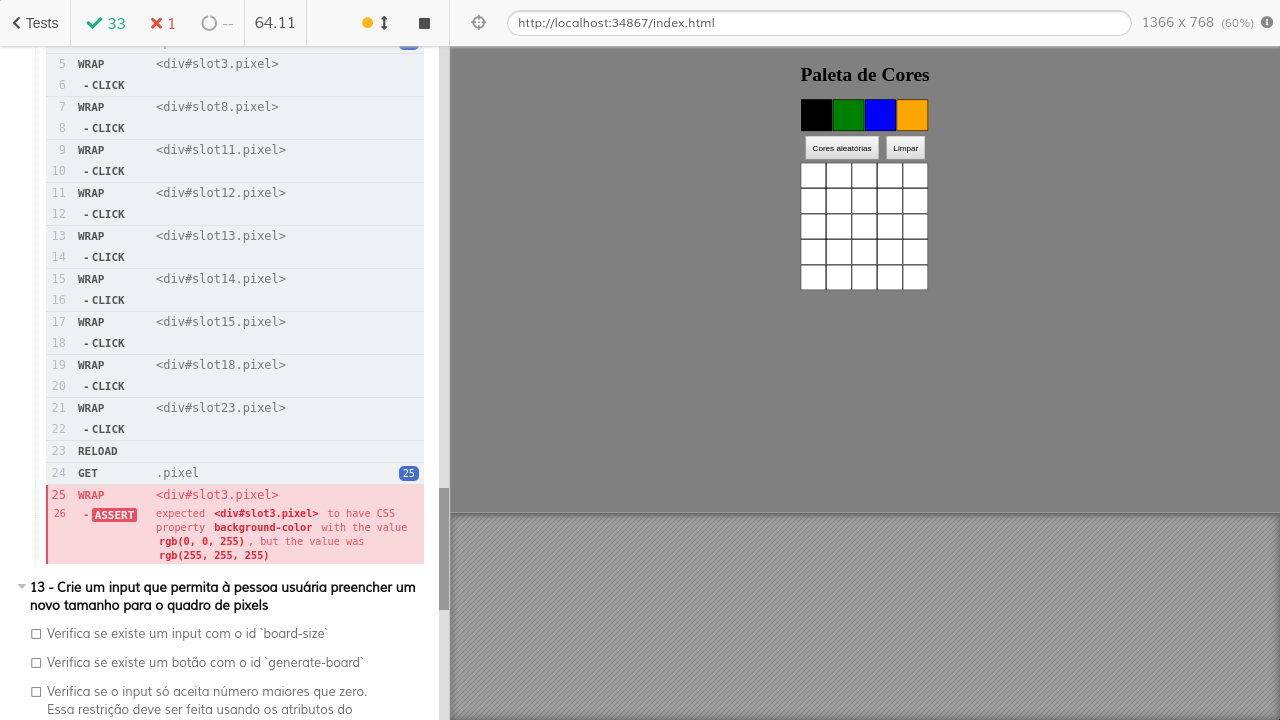 Tests 33 1 -- 64.11 http://localhost:34867/index.html 1366 x 768 (60%)
5 WRAP <div#slot3.pixel>
6 -CLICK
7 WRAP <div#slot8.pixel>
8 -CLICK
9 WRAP <div#slot11.pixel>
10 -CLICK
11 WRAP <div#slot12.pixel>
12 -CLICK
13 WRAP <div#slot13.pixel>
14 -CLICK
15 WRAP <div#slot14.pixel>
16 -CLICK
17 WRAP <div#slot15.pixel>
18 -CLICK
19 WRAP <div#slot18.pixel>
20 -CLICK
21 WRAP <div#slot23.pixel>
22 -CLICK
23 RELOAD
24 GET .pixel 25
25 WRAP <div#slot3.pixel>
26 -ASSERT expected <div#slot3.pixel> to have CSS
property background-color with the value
rgb(0, 0, 255), but the value was
rgb(255, 255, 255)
13 - Crie um input que permita à pessoa usuária preencher um
novo tamanho para o quadro de pixels
Verifica se existe um input com o id `board-size`
Verifica se existe um botão com o id `generate-board`
Verifica se o input só aceita número maiores que zero.
Essa restrição deve ser feita usando os atributos do
Paleta de Cores
Cores aleatórias Limpar